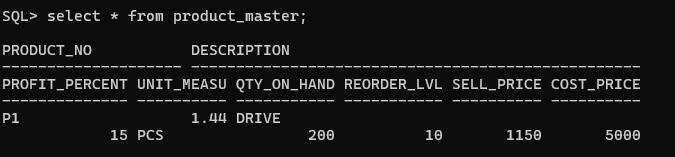 SQL> select * from product_master;
PRODUCT_NO           DESCRIPTION
-------------------- --------------------------------------------------
PROFIT_PERCENT UNIT_MEASU QTY_ON_HAND REORDER_LVL SELL_PRICE COST_PRICE
-------------- ---------- ----------- ----------- ---------- ----------
P1                   1.44 DRIVE
            15 PCS                200          10       1150       5000